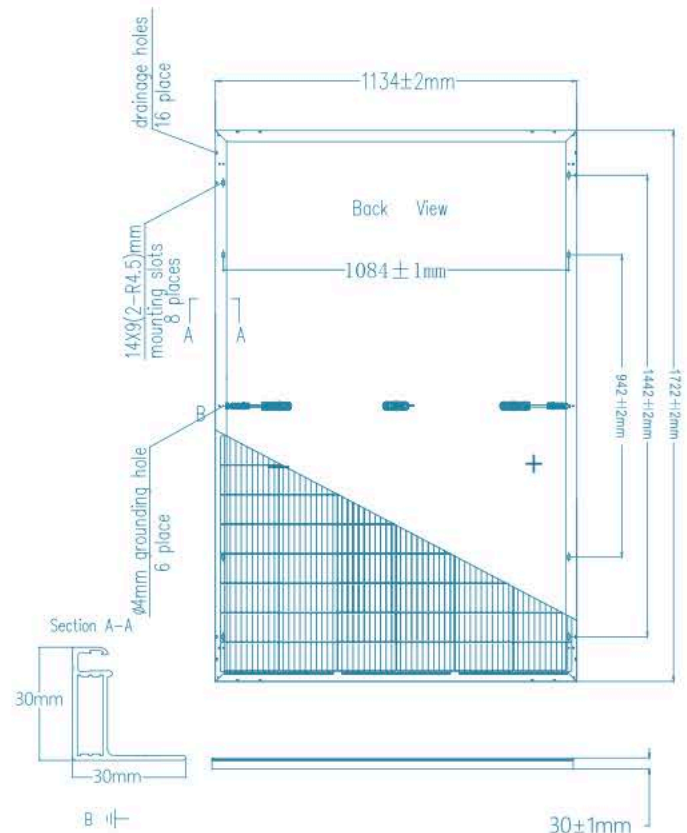 drainage holes
16 place
1134±2mm
Back View
1084±1mm
14X9(2-R4.5)mm
mounting slots
8 places
A
A
942±2mm
1442±2mm
1722±2mm
B
ø4mm grounding hole
6 place
Section A-A
30mm
30mm
B
30±1mm